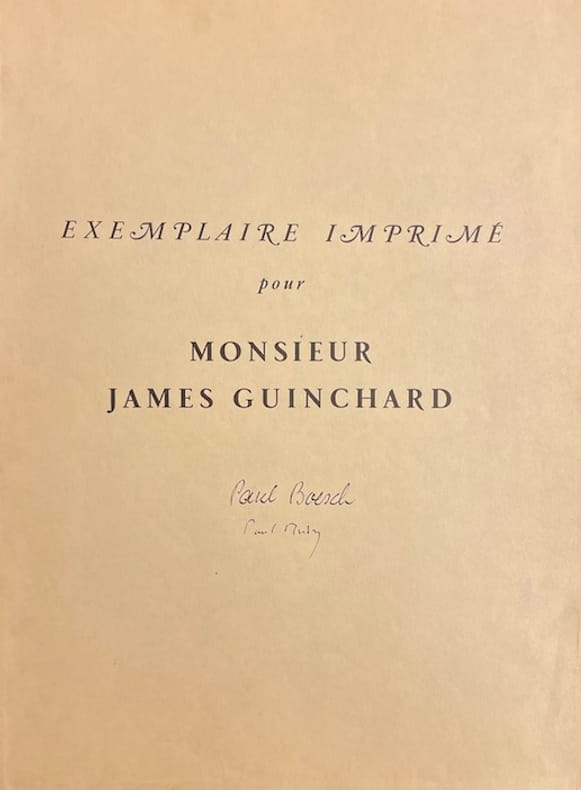 EXEMPLAIRE IMPRIMÉ
pour
MONSIEUR
JAMES GUINCHARD
Paul Boesch
Paul